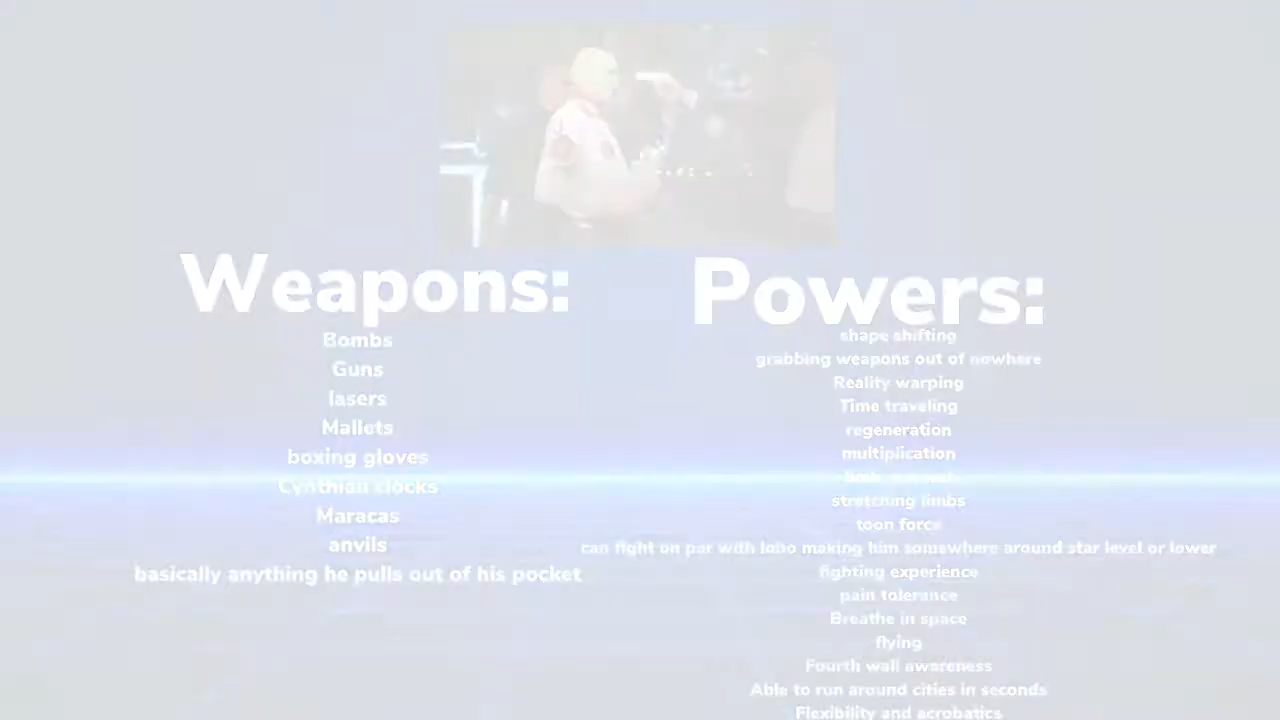 Weapons:
Bombs
Guns
lasers
Mallets
boxing gloves
Cynthian clocks
Maracas
anvils
basically anything he pulls out of his pocket
Powers:
shape shifting
grabbing weapons out of nowhere
Reality warping
Time traveling
regeneration
multiplication
stretching limbs
toon force
can fight on par with lobo making him somewhere around star level or lower
fighting experience
pain tolerance
Breathe in space
flying
Fourth wall awareness
Able to run around cities in seconds
Flexibility and acrobatics